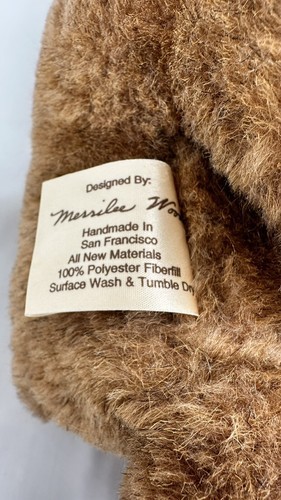 Designed By:
Merrilee
Handmade In
San Francisco
All New Materials
100% Polyester Fiberfill
Surface Wash & Tumble Dry